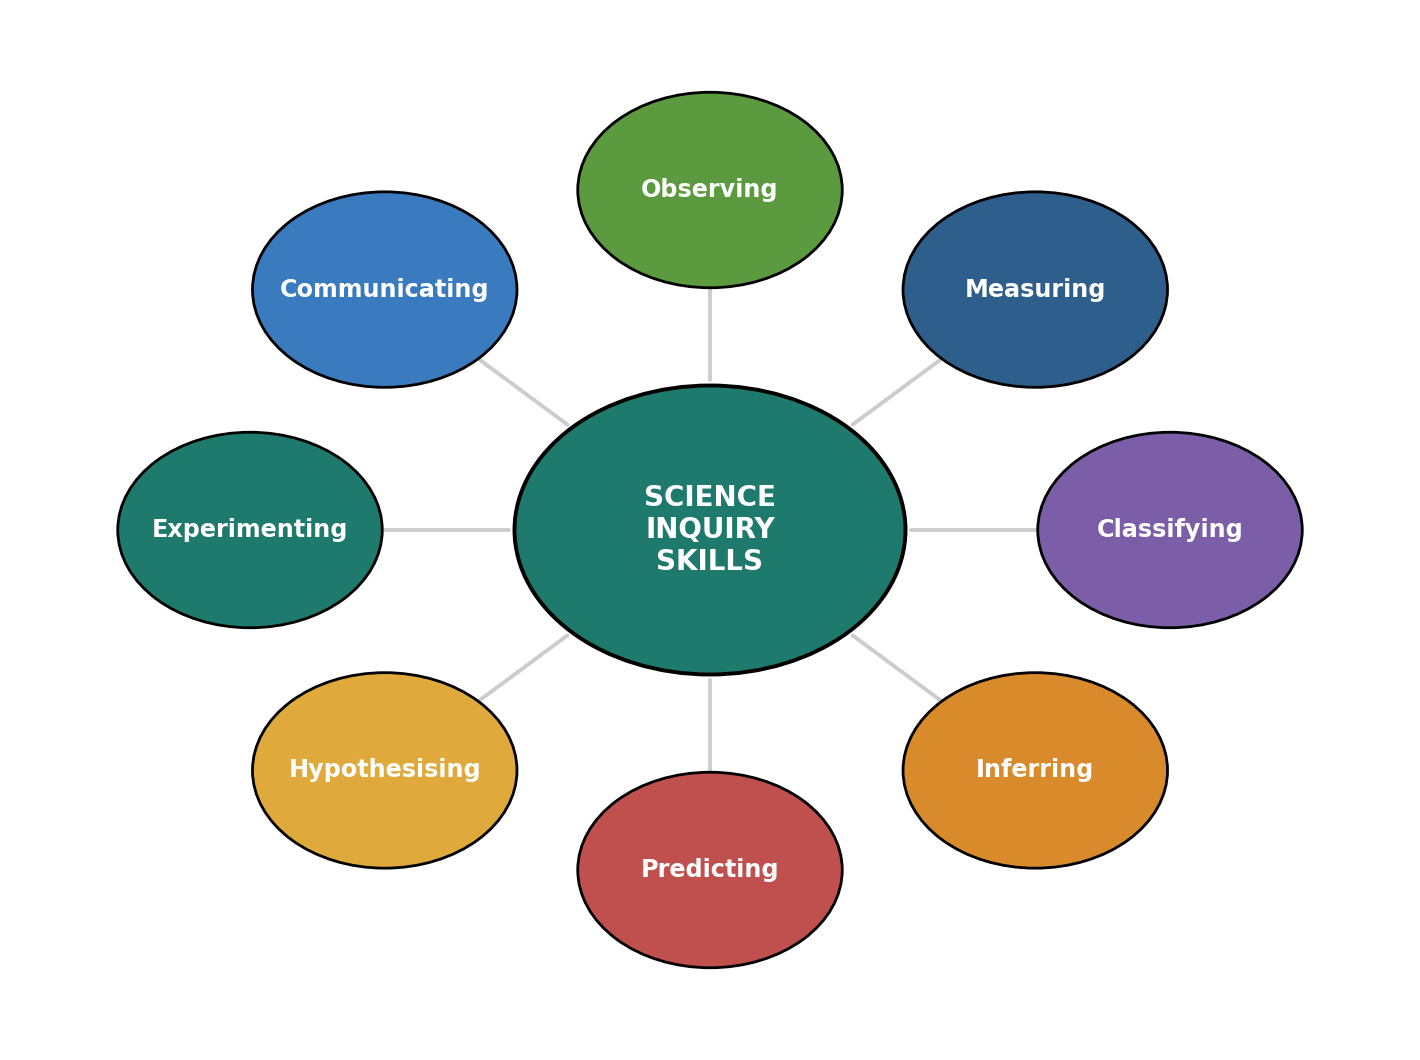 Observing
Communicating
Measuring
SCIENCE
INQUIRY
SKILLS
Experimenting
Classifying
Hypothesising
Inferring
Predicting